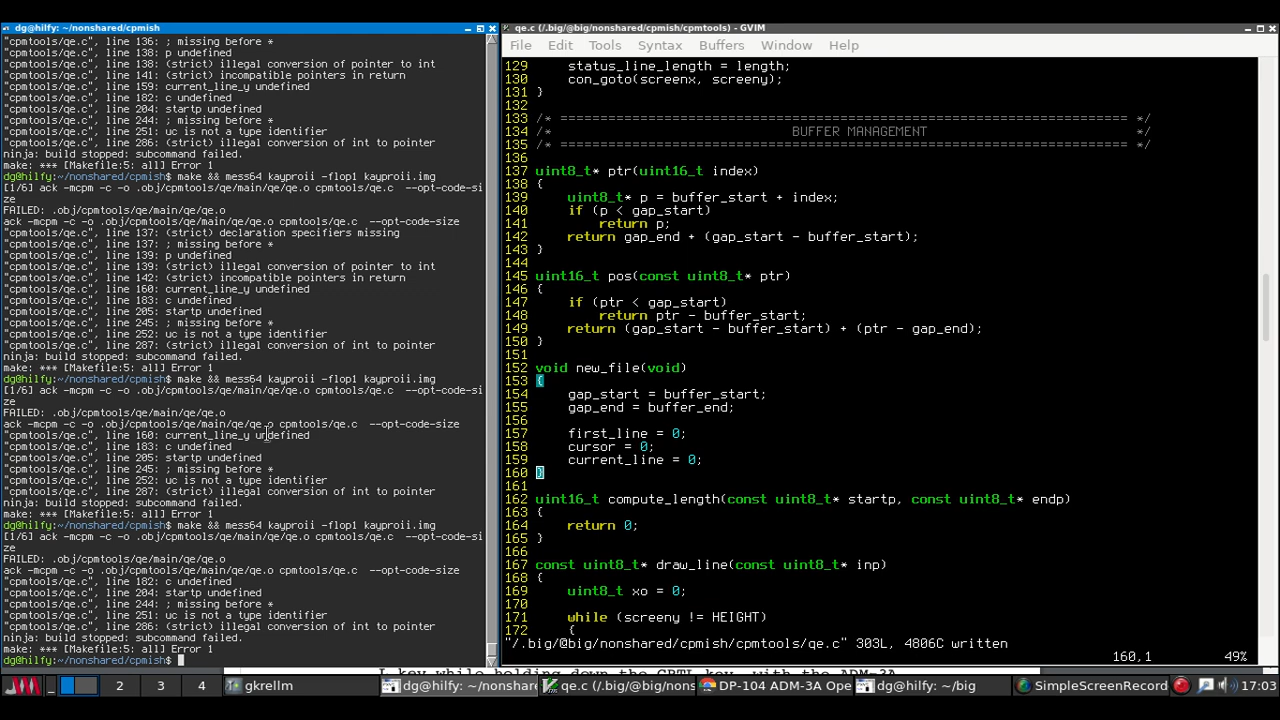 dg@hilfy: ~/nonshared/cpmish
"cpmtools/qe.c", line 136: ; missing before *
"cpmtools/qe.c", line 138: p undefined
"cpmtools/qe.c", line 138: (strict) illegal conversion of pointer to int
"cpmtools/qe.c", line 141: (strict) incompatible pointers in return
"cpmtools/qe.c", line 159: current_line_y undefined
"cpmtools/qe.c", line 182: c undefined
"cpmtools/qe.c", line 204: startp undefined
"cpmtools/qe.c", line 244: ; missing before *
"cpmtools/qe.c", line 251: uc is not a type identifier
"cpmtools/qe.c", line 286: (strict) illegal conversion of int to pointer
ninja: build stopped: subcommand failed.
make: *** [Makefile:5: all] Error 1
dg@hilfy:~/nonshared/cpmish$ make && mess64 kayproii -flop1 kayproii.img
[1/6] ack -mcpm -c -o .obj/cpmtools/qe/main/qe/qe.o cpmtools/qe.c  --opt-code-si
ze
FAILED: .obj/cpmtools/qe/main/qe/qe.o
ack -mcpm -c -o .obj/cpmtools/qe/main/qe/qe.o cpmtools/qe.c  --opt-code-size
"cpmtools/qe.c", line 137: (strict) declaration specifiers missing
"cpmtools/qe.c", line 137: ; missing before *
"cpmtools/qe.c", line 139: p undefined
"cpmtools/qe.c", line 139: (strict) illegal conversion of pointer to int
"cpmtools/qe.c", line 142: (strict) incompatible pointers in return
"cpmtools/qe.c", line 160: current_line_y undefined
"cpmtools/qe.c", line 183: c undefined
"cpmtools/qe.c", line 205: startp undefined
"cpmtools/qe.c", line 245: ; missing before *
"cpmtools/qe.c", line 252: uc is not a type identifier
"cpmtools/qe.c", line 287: (strict) illegal conversion of int to pointer
ninja: build stopped: subcommand failed.
make: *** [Makefile:5: all] Error 1
dg@hilfy:~/nonshared/cpmish$ make && mess64 kayproii -flop1 kayproii.img
[1/6] ack -mcpm -c -o .obj/cpmtools/qe/main/qe/qe.o cpmtools/qe.c  --opt-code-si
ze
FAILED: .obj/cpmtools/qe/main/qe/qe.o
ack -mcpm -c -o .obj/cpmtools/qe/main/qe/qe.o cpmtools/qe.c  --opt-code-size
"cpmtools/qe.c", line 160: current_line_y undefined
"cpmtools/qe.c", line 183: c undefined
"cpmtools/qe.c", line 205: startp undefined
"cpmtools/qe.c", line 245: ; missing before *
"cpmtools/qe.c", line 252: uc is not a type identifier
"cpmtools/qe.c", line 287: (strict) illegal conversion of int to pointer
ninja: build stopped: subcommand failed.
make: *** [Makefile:5: all] Error 1
dg@hilfy:~/nonshared/cpmish$ make && mess64 kayproii -flop1 kayproii.img
[1/6] ack -mcpm -c -o .obj/cpmtools/qe/main/qe/qe.o cpmtools/qe.c  --opt-code-si
ze
FAILED: .obj/cpmtools/qe/main/qe/qe.o
ack -mcpm -c -o .obj/cpmtools/qe/main/qe/qe.o cpmtools/qe.c  --opt-code-size
"cpmtools/qe.c", line 182: c undefined
"cpmtools/qe.c", line 204: startp undefined
"cpmtools/qe.c", line 244: ; missing before *
"cpmtools/qe.c", line 251: uc is not a type identifier
"cpmtools/qe.c", line 286: (strict) illegal conversion of int to pointer
ninja: build stopped: subcommand failed.
make: *** [Makefile:5: all] Error 1
dg@hilfy:~/nonshared/cpmish$
qe.c (/.big/@big/nonshared/cpmish/cpmtools) - GVIM
File Edit Tools Syntax Buffers Window Help
129     status_line_length = length;
130     con_goto(screenx, screeny);
131 }
132
133 /* ======================================================================= */
134 /*                             BUFFER MANAGEMENT                           */
135 /* ======================================================================= */
136
137 uint8_t* ptr(uint16_t index)
138 {
139     uint8_t* p = buffer_start + index;
140     if (p < gap_start)
141         return p;
142     return gap_end + (gap_start - buffer_start);
143 }
144
145 uint16_t pos(const uint8_t* ptr)
146 {
147     if (ptr < gap_start)
148         return ptr - buffer_start;
149     return (gap_start - buffer_start) + (ptr - gap_end);
150 }
151
152 void new_file(void)
153 {
154     gap_start = buffer_start;
155     gap_end = buffer_end;
156
157     first_line = 0;
158     cursor = 0;
159     current_line = 0;
160 }
161
162 uint16_t compute_length(const uint8_t* startp, const uint8_t* endp)
163 {
164     return 0;
165 }
166
167 const uint8_t* draw_line(const uint8_t* inp)
168 {
169     uint8_t xo = 0;
170
171     while (screeny != HEIGHT)
172     {
"/.big/@big/nonshared/cpmish/cpmtools/qe.c" 303L, 4806C written
160,1 49%
2 3 4 gkrellm dg@hilfy: ~/nonshare qe.c (/.big/@big/nons DP-104 ADM-3A Ope dg@hilfy: ~/big SimpleScreenRecord 17:03